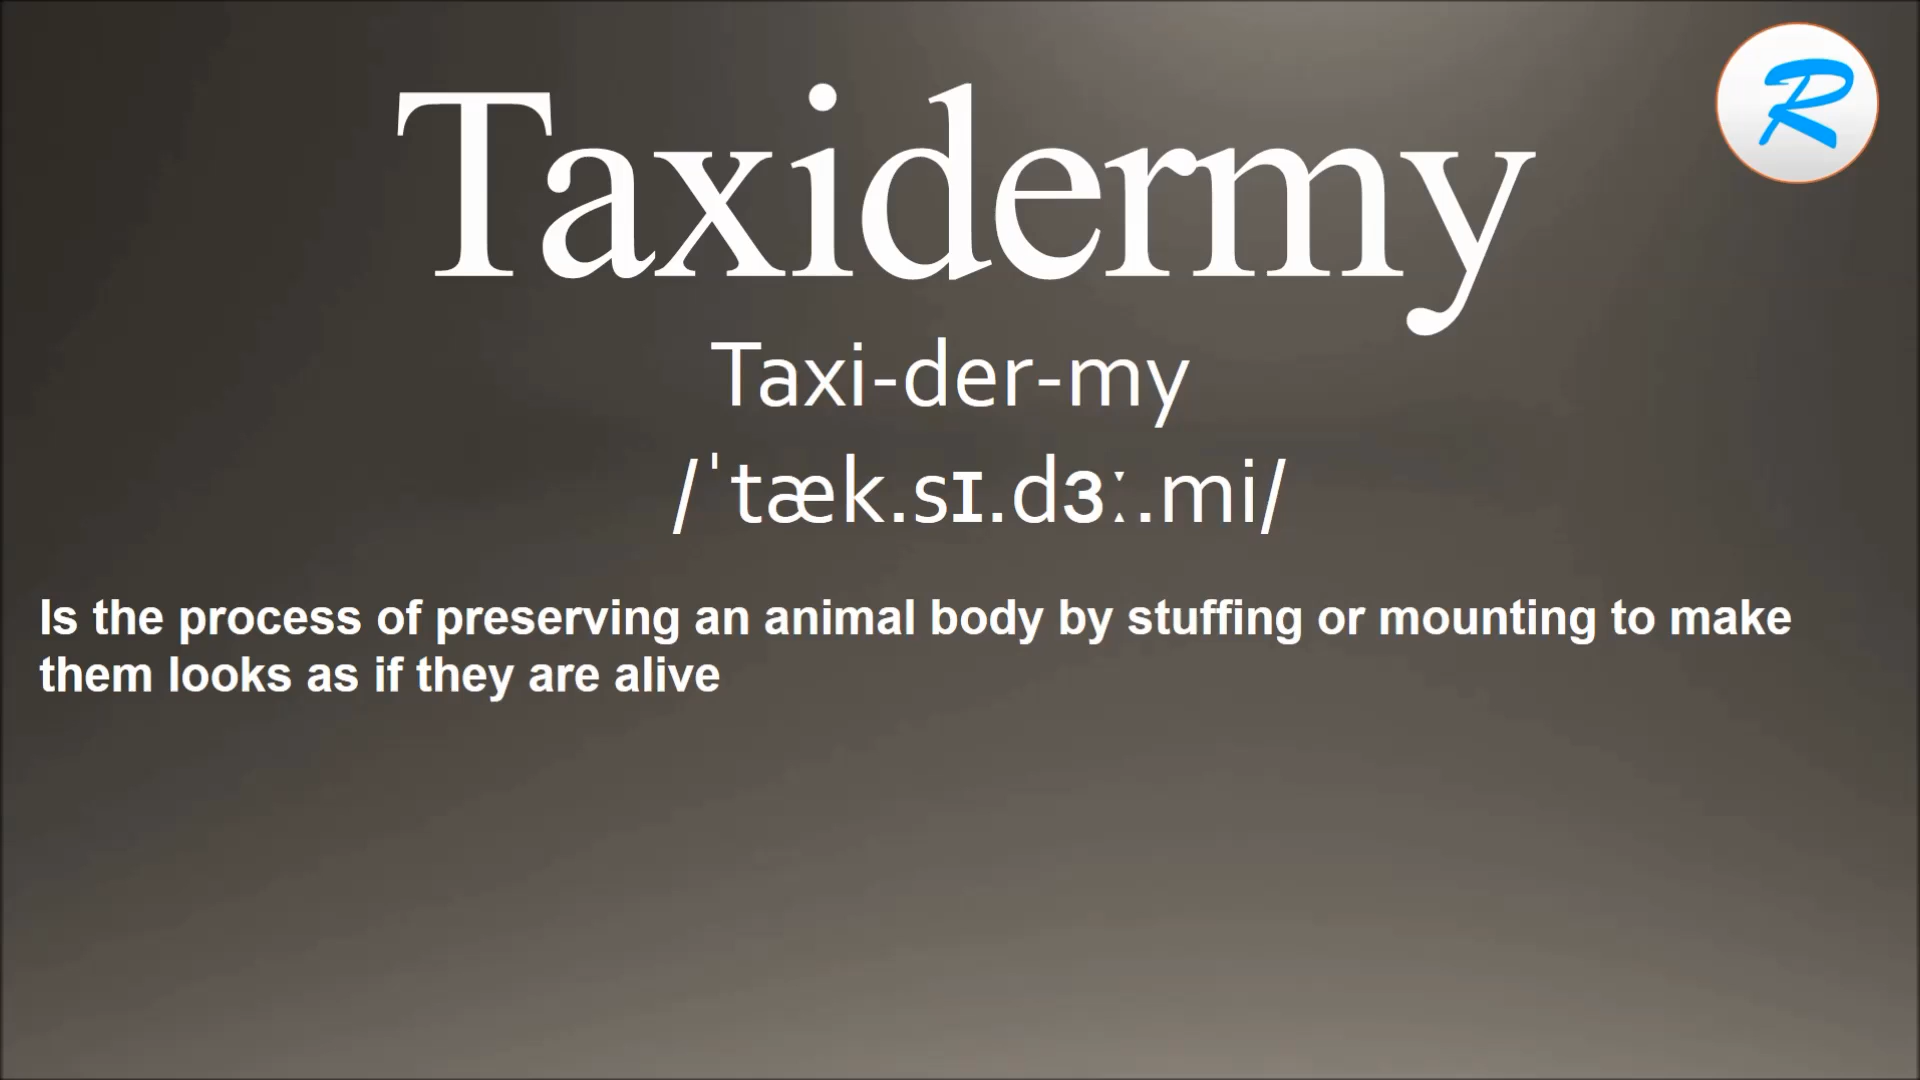 R
Taxidermy
Taxi-der-my
/ˈtæk.sɪ.dɜː.mi/
Is the process of preserving an animal body by stuffing or mounting to make
them looks as if they are alive